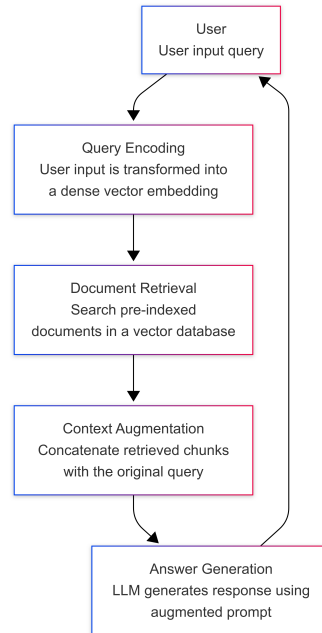 User
User input query
Query Encoding
User input is transformed into
a dense vector embedding
Document Retrieval
Search pre-indexed
documents in a vector database
Context Augmentation
Concatenate retrieved chunks
with the original query
Answer Generation
LLM generates response using
augmented prompt